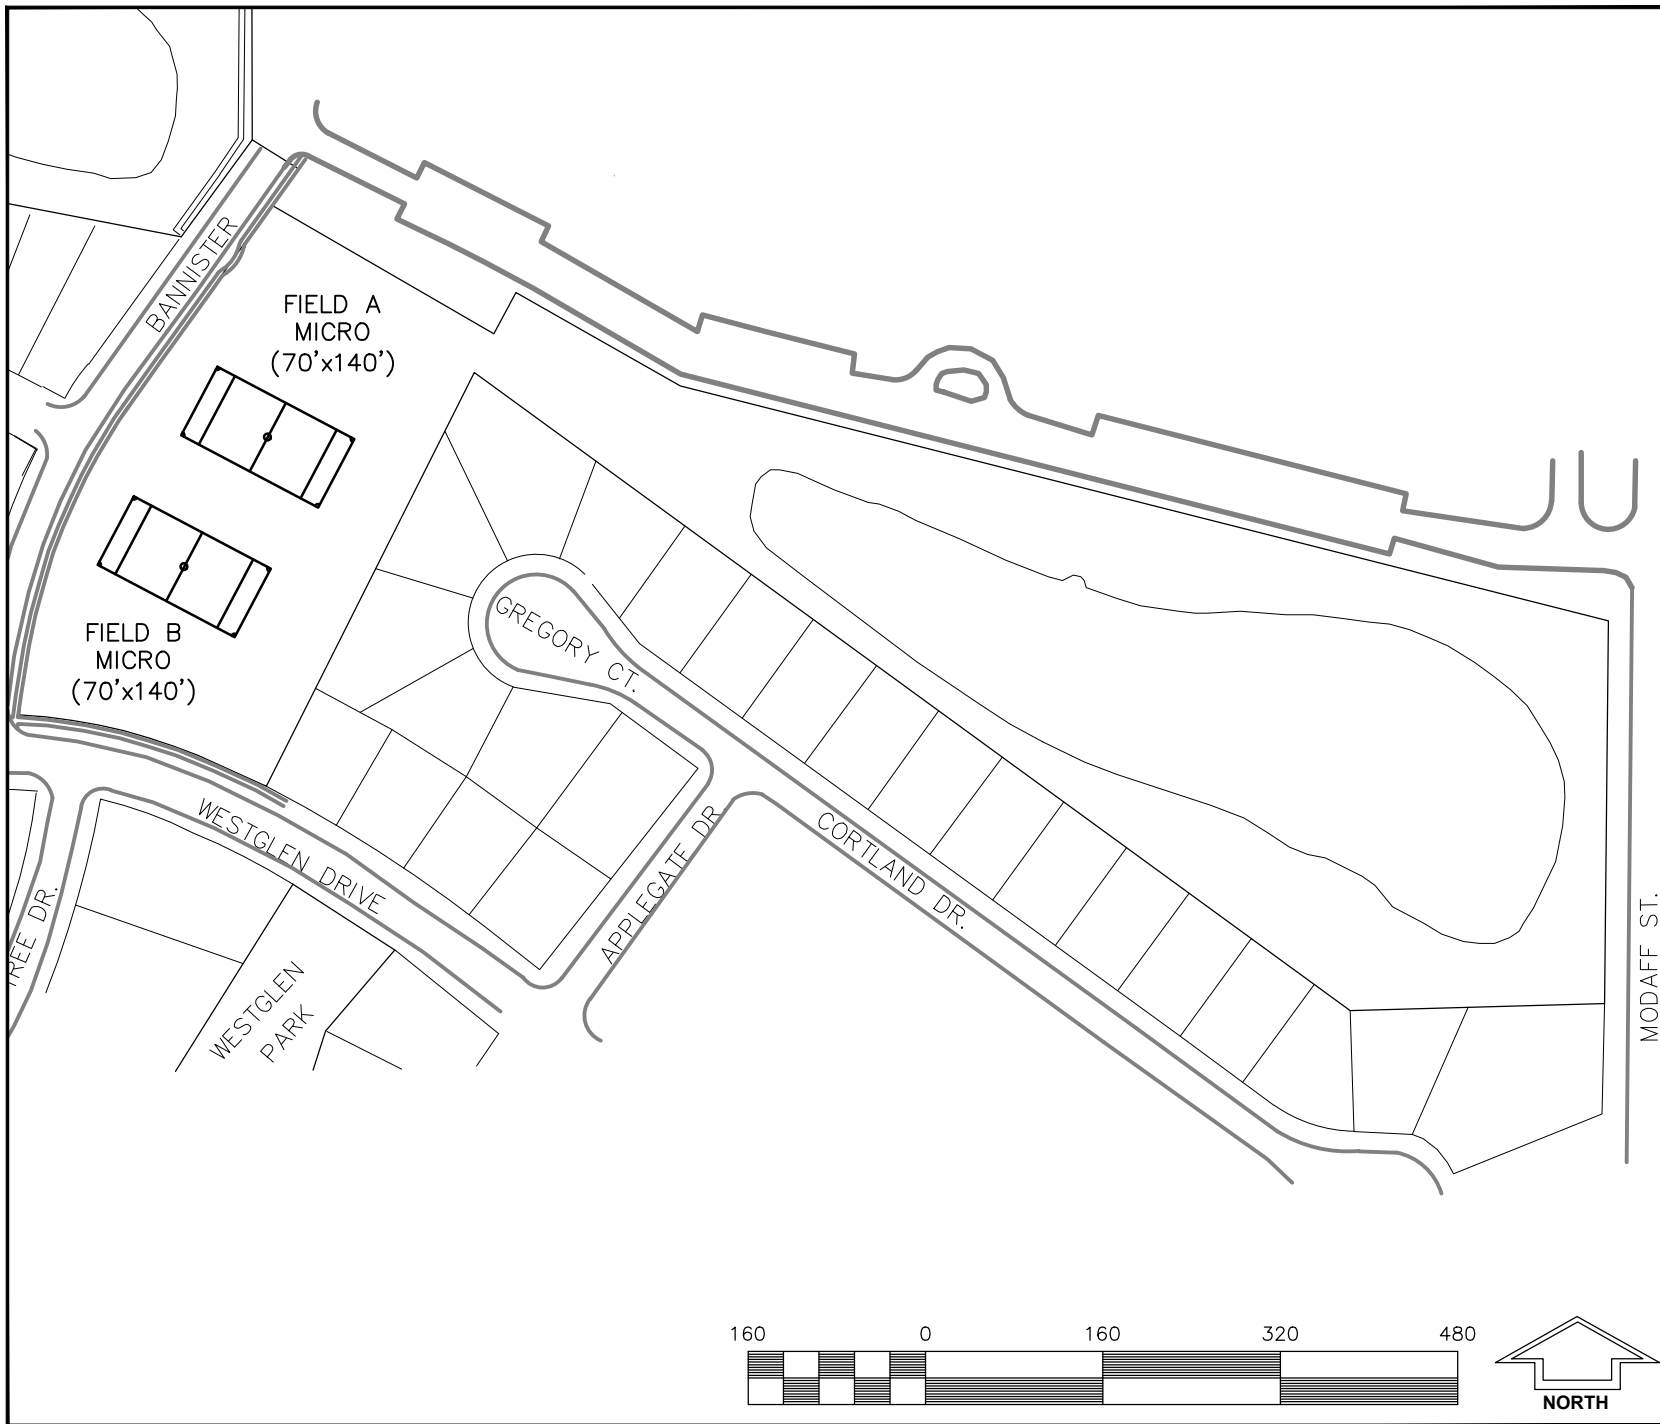 BANNISTER
FIELD A
MICRO
(70'x140')
FIELD B
MICRO
(70'x140')
GREGORY CT.
WESTGLEN DRIVE
APPLEGATE DR.
CORTLAND DR.
DR.
WESTGLEN
PARK
MODAFF ST.
160 0 160 320 480
NORTH